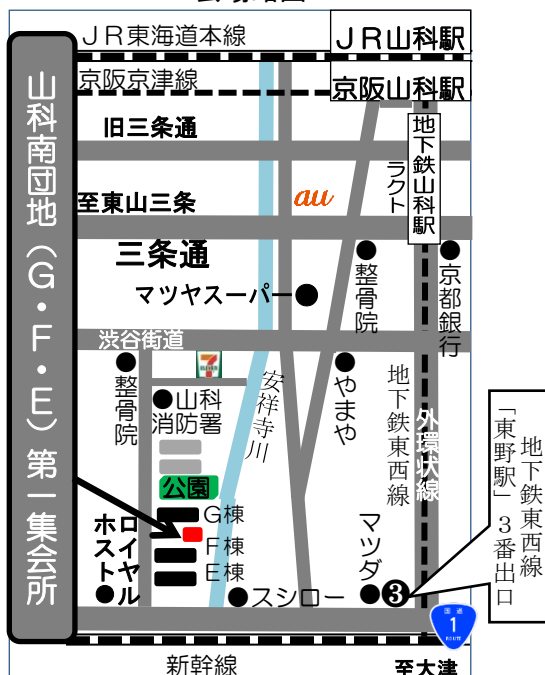 JR東海道本線
JR山科駅
京阪京津線
京阪山科駅
山科南団地(G・F・E)第一集会所
旧三条通
地下鉄山科駅
ラクト
至東山三条
au
三条通
整骨院
京都銀行
マツヤスーパー
渋谷街道
7
ELEVEN
整骨院
山科
消防署
安祥寺川
やまや
地下鉄東西線
外環状線
公園
G棟
F棟
E棟
ロイヤル
ホスト
スシロー
マツダ
3
地下鉄東西線
「東野駅」3番出口
国道
1
ROUTE
新幹線
至大津